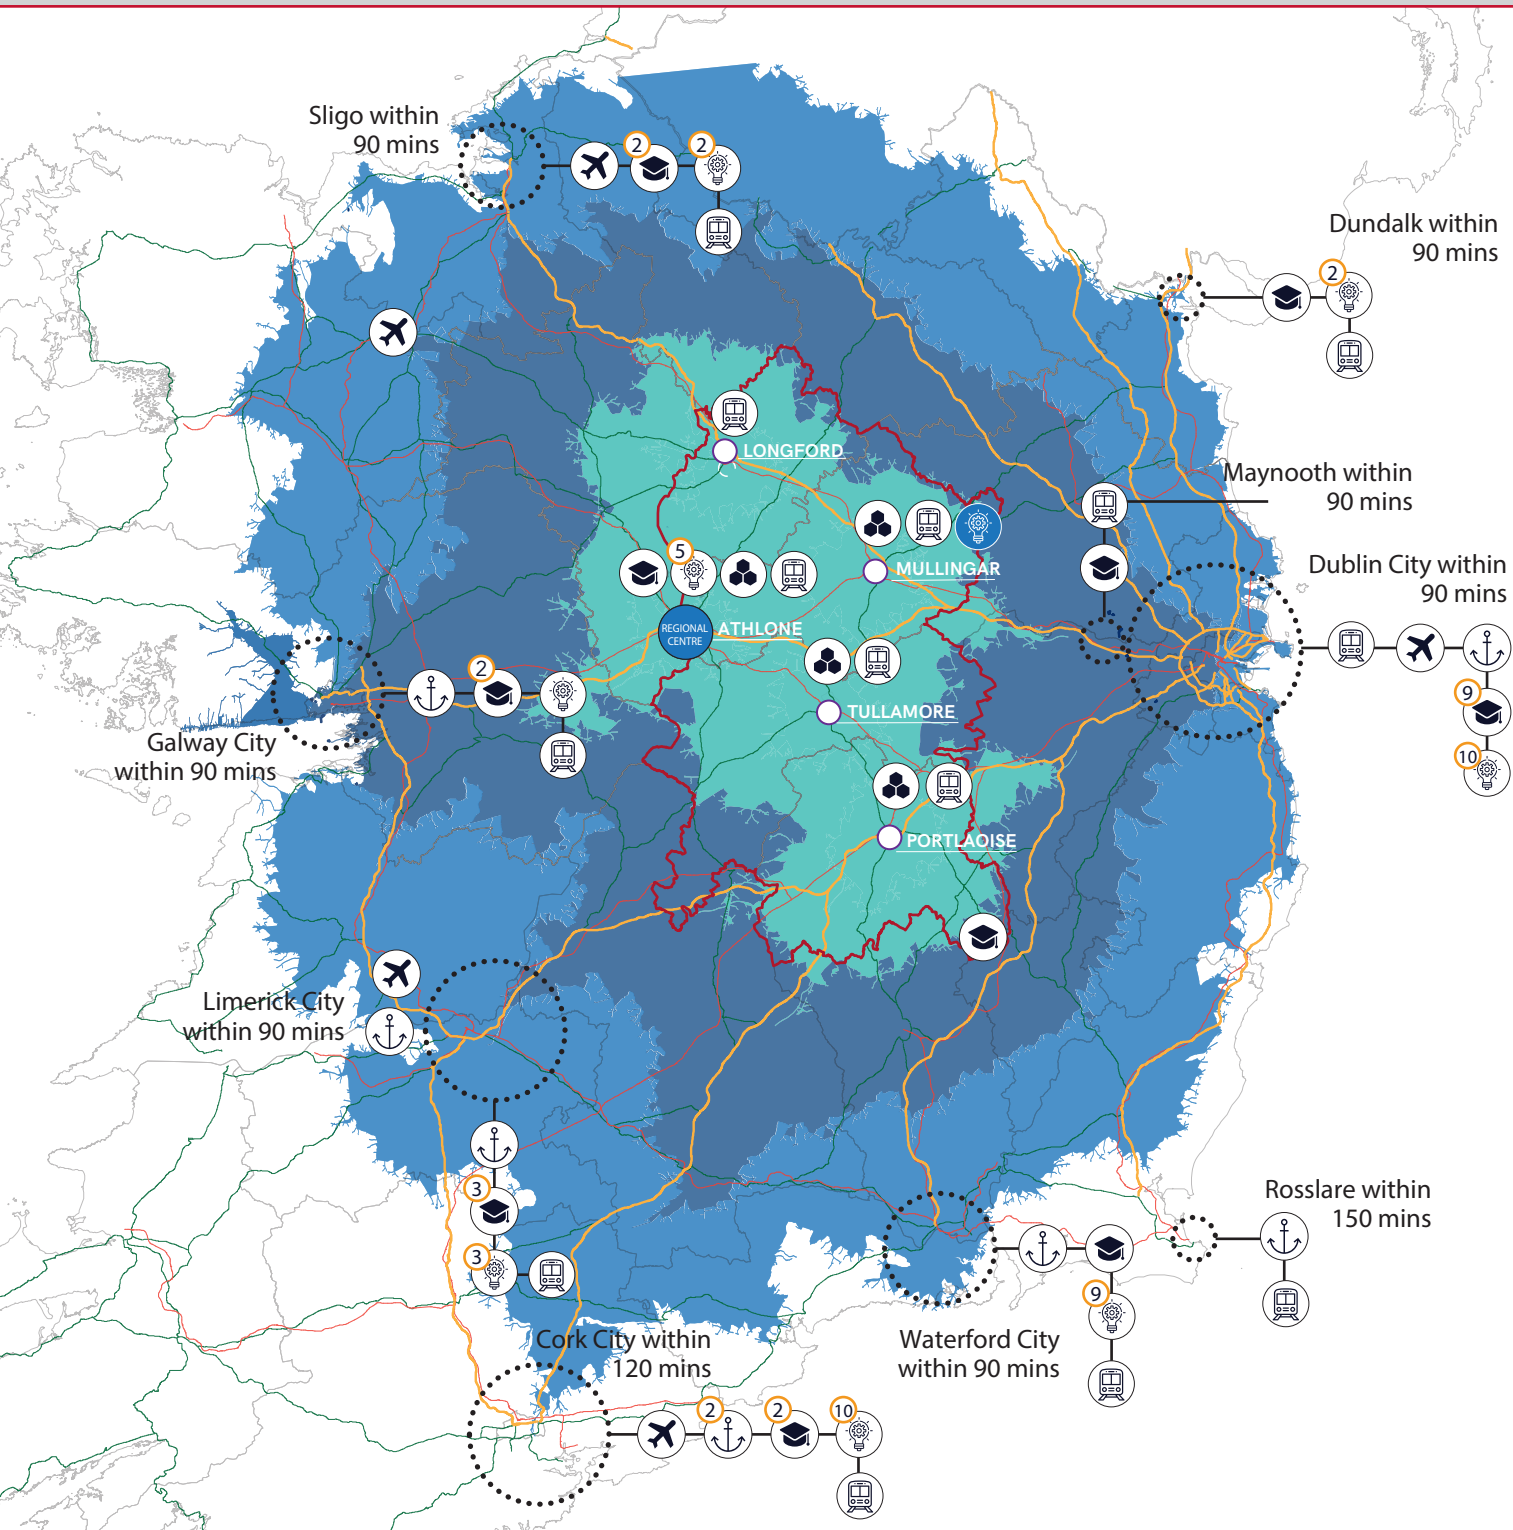 Sligo within
90 mins
2
2
Dundalk within
90 mins
2
LONGFORD
Maynooth within
90 mins
5
MULLINGAR
Dublin City within
90 mins
REGIONAL
CENTRE
ATHLONE
2
9
TULLAMORE
Galway City
within 90 mins
10
PORTLAOISE
Limerick City
within 90 mins
3
3
Rosslare within
150 mins
9
Cork City within
120 mins
Waterford City
within 90 mins
2
2
10